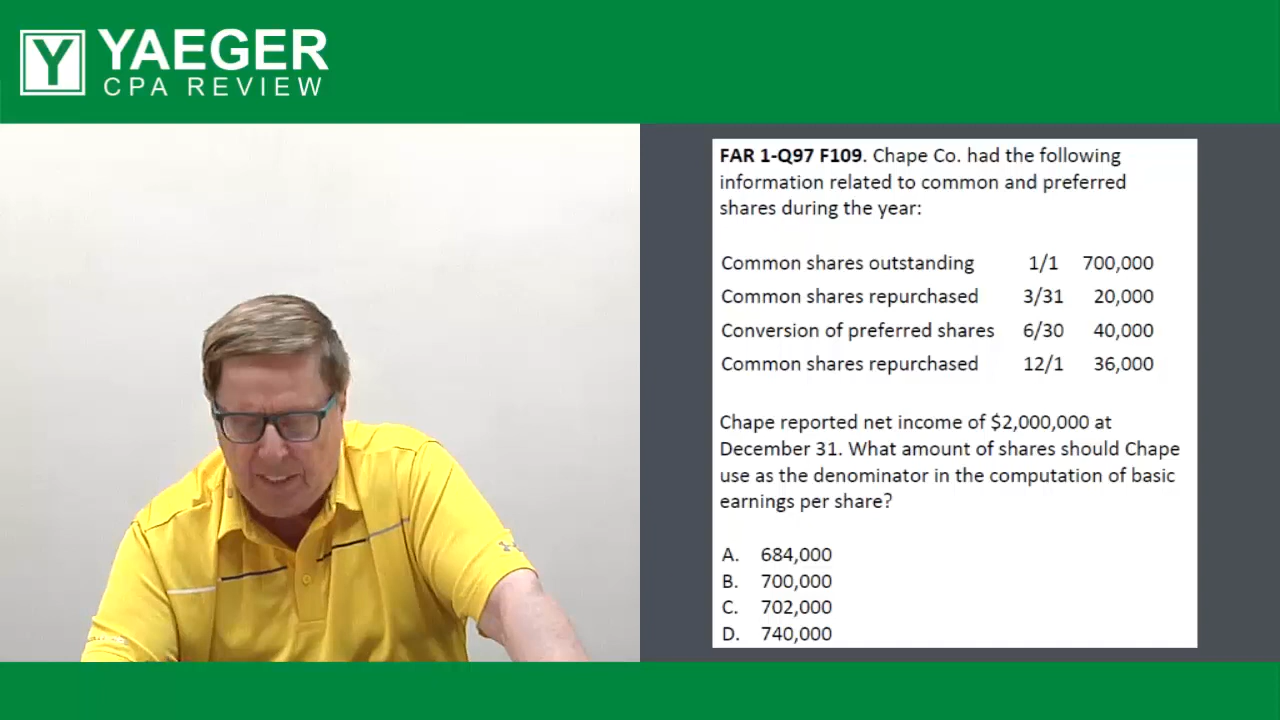 YAEGER
CPA REVIEW
FAR 1-Q97 F109. Chape Co. had the following
information related to common and preferred
shares during the year:
Common shares outstanding 1/1 700,000
Common shares repurchased 3/31 20,000
Conversion of preferred shares 6/30 40,000
Common shares repurchased 12/1 36,000
Chape reported net income of $2,000,000 at
December 31. What amount of shares should Chape
use as the denominator in the computation of basic
earnings per share?
A. 684,000
B. 700,000
C. 702,000
D. 740,000